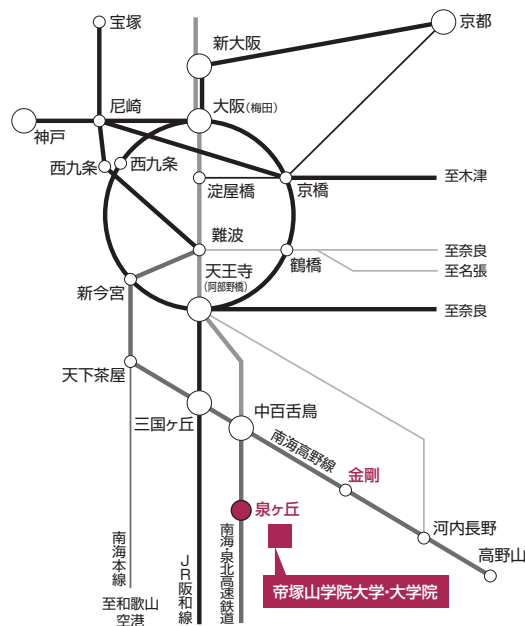 宝塚
京都
新大阪
尼崎
大阪(梅田)
神戸
西九条
西九条
淀屋橋
京橋
至木津
難波
至奈良
鶴橋
至名張
天王寺
(阿部野橋)
新今宮
至奈良
天下茶屋
三国ヶ丘
中百舌鳥
南海高野線
金剛
泉ヶ丘
河内長野
高野山
南海本線
JR阪和線
南海・泉北高速鉄道
至和歌山
空港
帝塚山学院大学・大学院